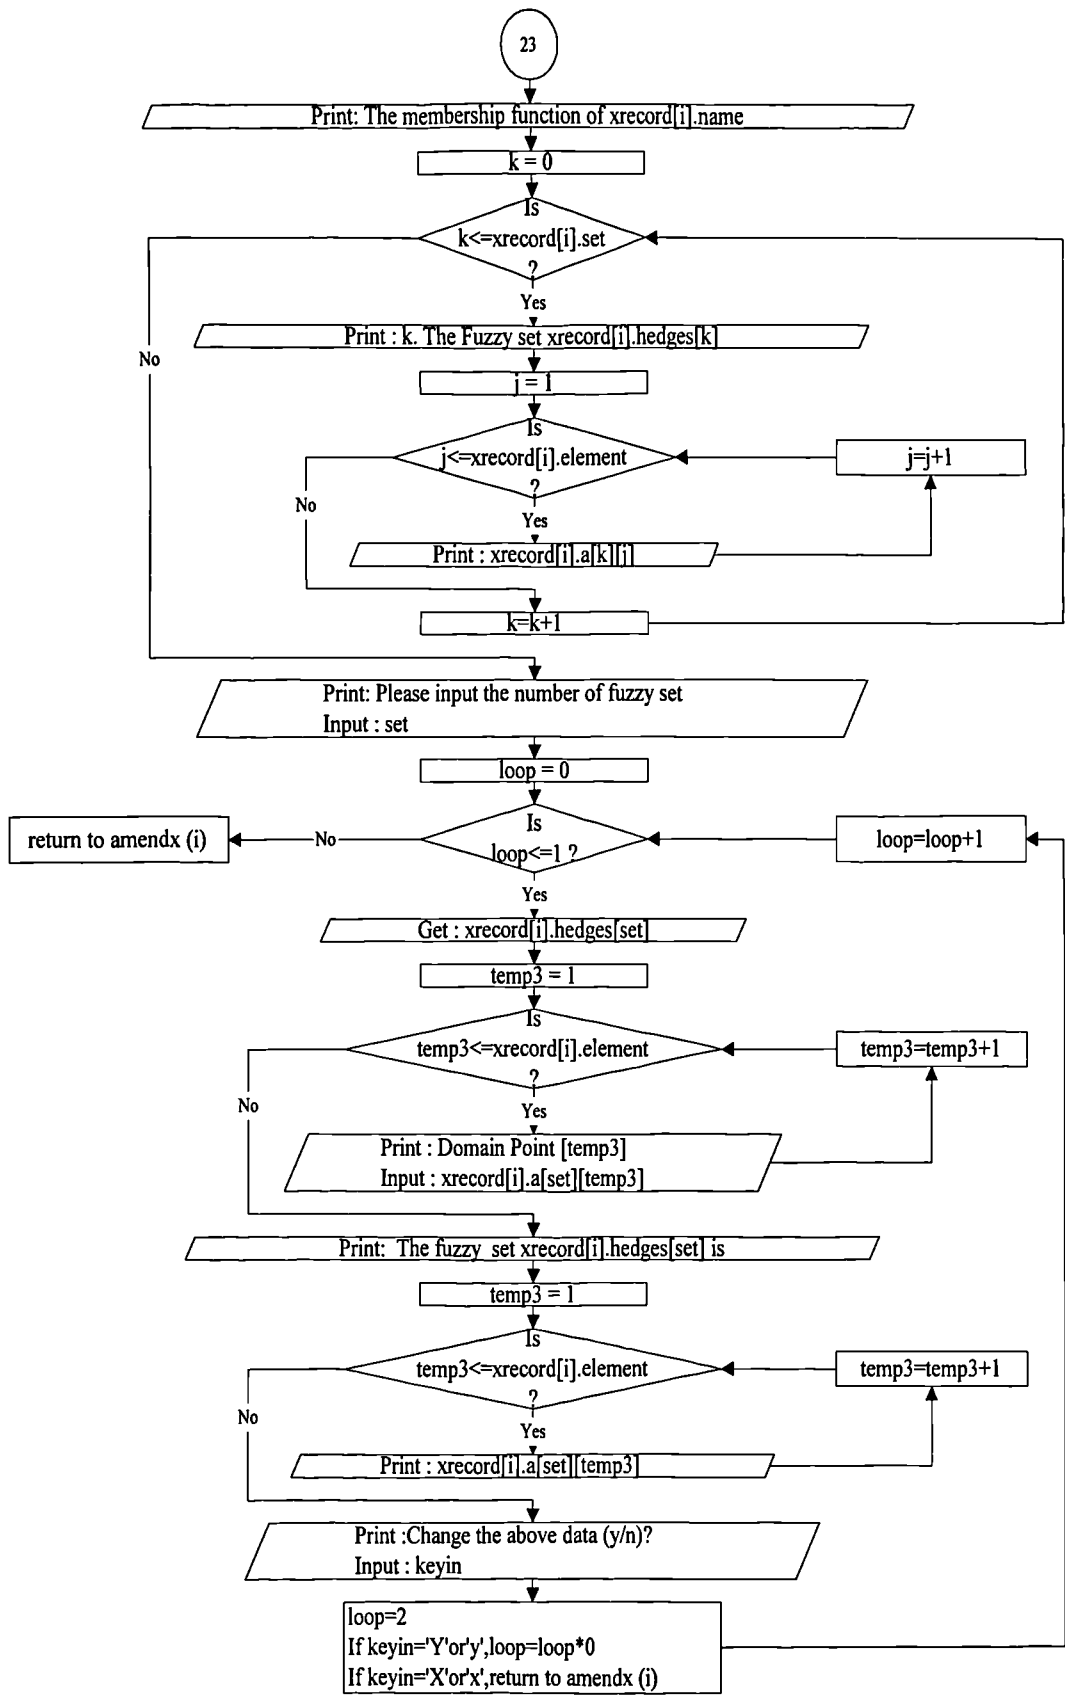 23
Print: The membership function of xrecord[i].name
k = 0
Is
k<=xrecord[i].set
?
Yes
No
Print : k. The Fuzzy set xrecord[i].hedges[k]
j = 1
Is
j<=xrecord[i].element
?
j=j+1
No
Yes
Print : xrecord[i].a[k][j]
k=k+1
Print: Please input the number of fuzzy set
Input : set
loop = 0
Is
loop<=1 ?
No
return to amendx (i)
loop=loop+1
Yes
Get : xrecord[i].hedges[set]
temp3 = 1
Is
temp3<=xrecord[i].element
?
temp3=temp3+1
No
Yes
Print : Domain Point [temp3]
Input : xrecord[i].a[set][temp3]
Print: The fuzzy set xrecord[i].hedges[set] is
temp3 = 1
Is
temp3<=xrecord[i].element
?
temp3=temp3+1
No
Yes
Print : xrecord[i].a[set][temp3]
Print :Change the above data (y/n)?
Input : keyin
loop=2
If keyin='Y'or'y',loop=loop*0
If keyin='X'or'x',return to amendx (i)